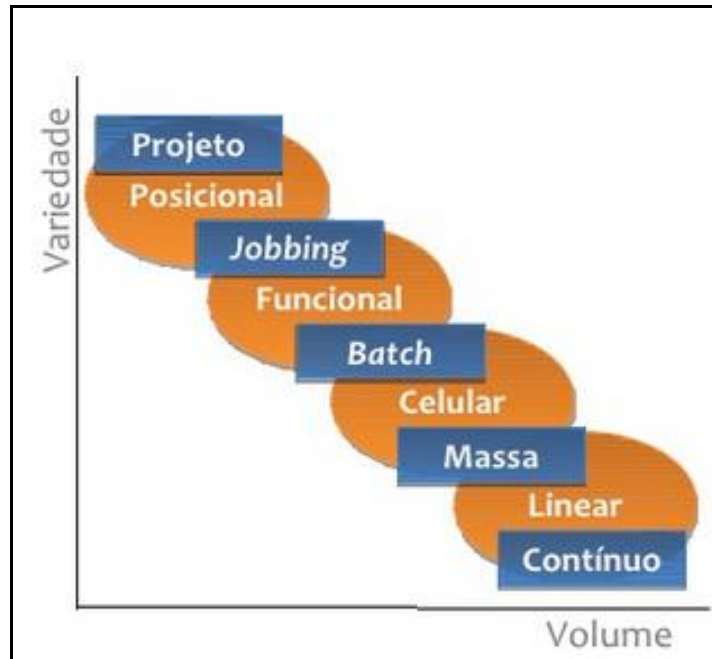 Variedade
Projeto
Posicional
Jobbing
Funcional
Batch
Celular
Massa
Linear
Contínuo
Volume